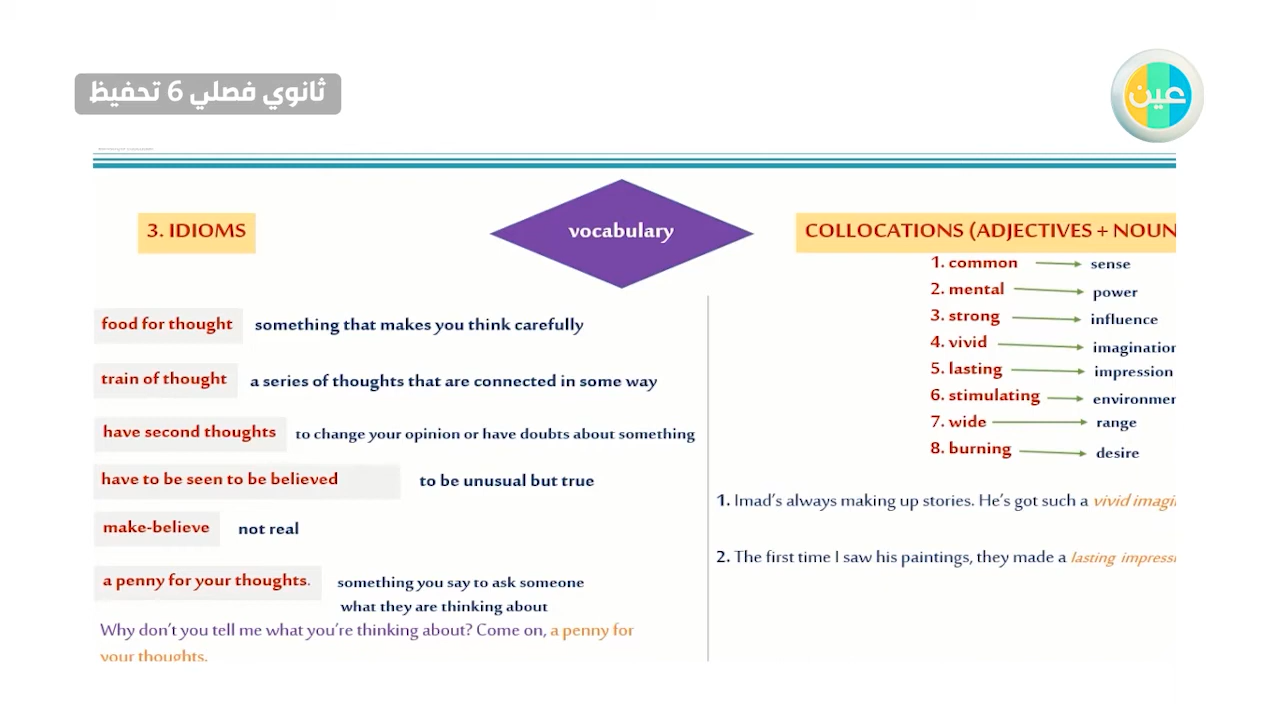 ثانوي فصلي 6 تحفيظ
عين
vocabulary
3. IDIOMS
food for thought something that makes you think carefully
train of thought a series of thoughts that are connected in some way
have second thoughts to change your opinion or have doubts about something
have to be seen to be believed to be unusual but true
make-believe not real
a penny for your thoughts. something you say to ask someone
what they are thinking about
Why don't you tell me what you're thinking about? Come on, a penny for
your thoughts.
COLLOCATIONS (ADJECTIVES + NOUN
1. common sense
2. mental power
3. strong influence
4. vivid imagination
5. lasting impression
6. stimulating environmen
7. wide range
8. burning desire
1. Imad's always making up stories. He's got such a vivid imagi
2. The first time I saw his paintings, they made a lasting impressi